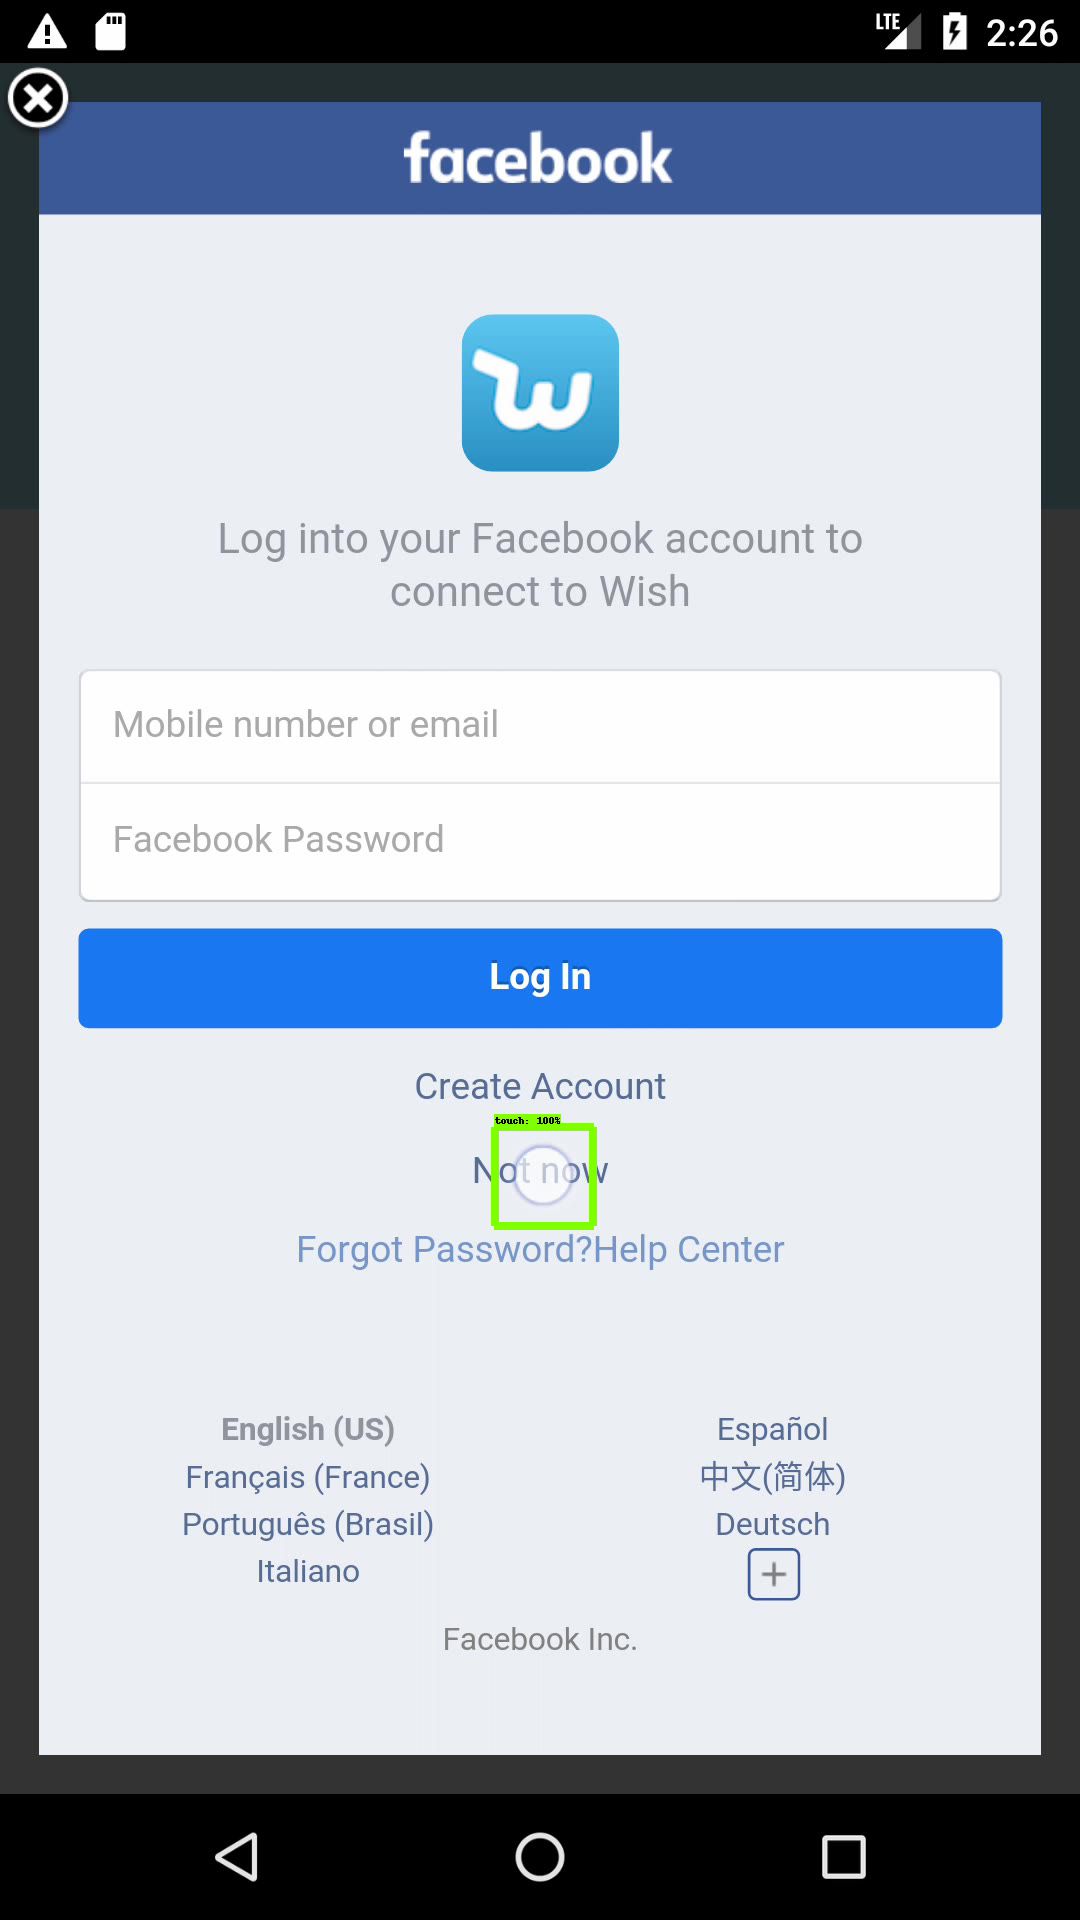 LTE 2:26
facebook
w
Log into your Facebook account to
connect to Wish
Mobile number or email
Facebook Password
Log In
Create Account
touch: 100%
Not now
Forgot Password?Help Center
English (US)
Español
Français (France)
中文(简体)
Português (Brasil)
Deutsch
Italiano
Facebook Inc.